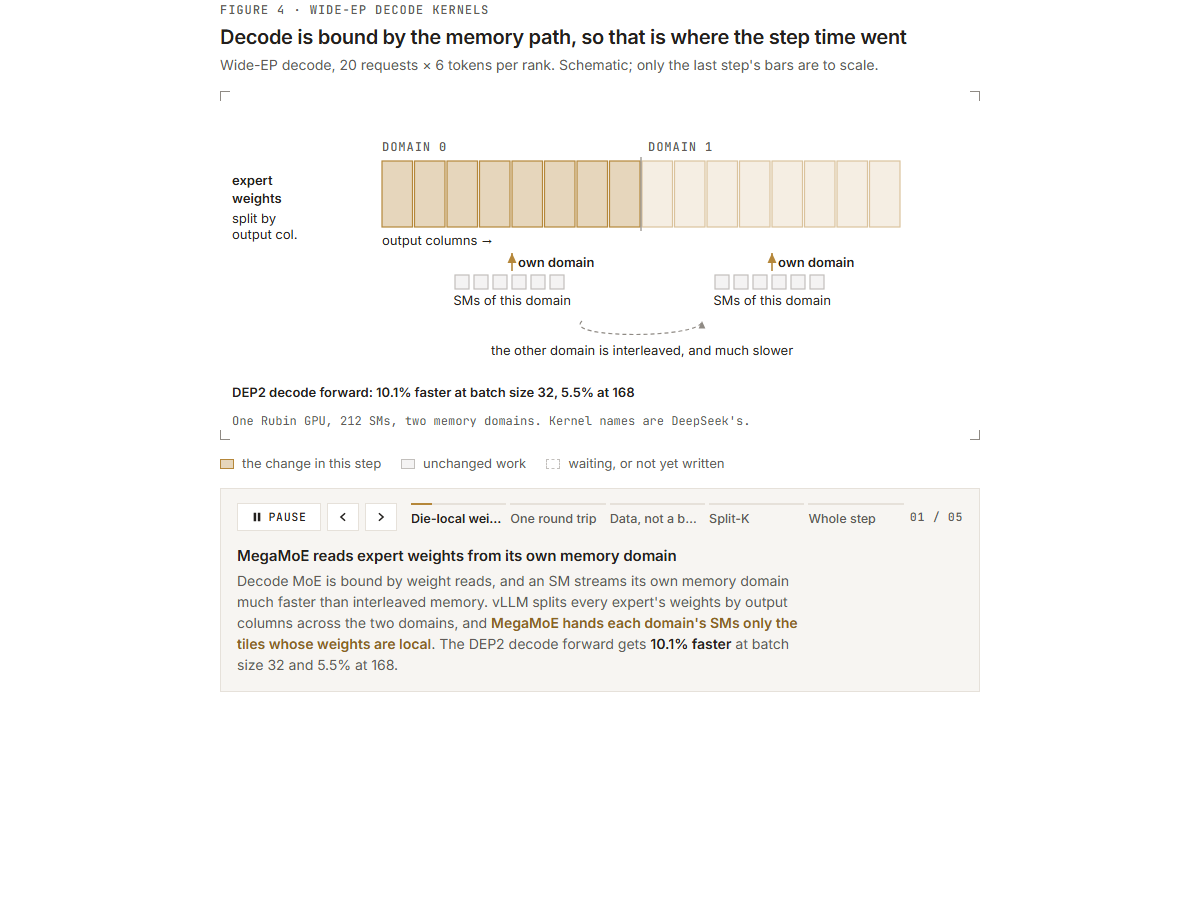 FIGURE 4 · WIDE-EP DECODE KERNELS
Decode is bound by the memory path, so that is where the step time went
Wide-EP decode, 20 requests × 6 tokens per rank. Schematic; only the last step's bars are to scale.
DOMAIN 0
DOMAIN 1
expert
weights
split by
output col.
output columns →
own domain
own domain
SMs of this domain
SMs of this domain
the other domain is interleaved, and much slower
DEP2 decode forward: 10.1% faster at batch size 32, 5.5% at 168
One Rubin GPU, 212 SMs, two memory domains. Kernel names are DeepSeek's.
the change in this step
unchanged work
waiting, or not yet written
PAUSE
Die-local wei...
One round trip
Data, not a b...
Split-K
Whole step
01 / 05
MegaMoE reads expert weights from its own memory domain
Decode MoE is bound by weight reads, and an SM streams its own memory domain
much faster than interleaved memory. vLLM splits every expert's weights by output
columns across the two domains, and MegaMoE hands each domain's SMs only the
tiles whose weights are local. The DEP2 decode forward gets 10.1% faster at batch
size 32 and 5.5% at 168.